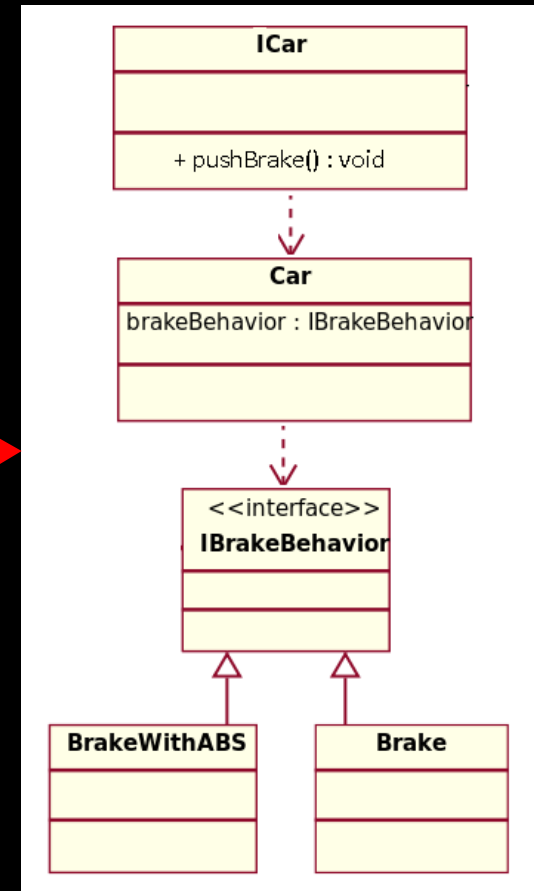 ICar
+ pushBrake() : void
Car
brakeBehavior : IBrakeBehavior
<<interface>>
IBrakeBehavior
BrakeWithABS
Brake